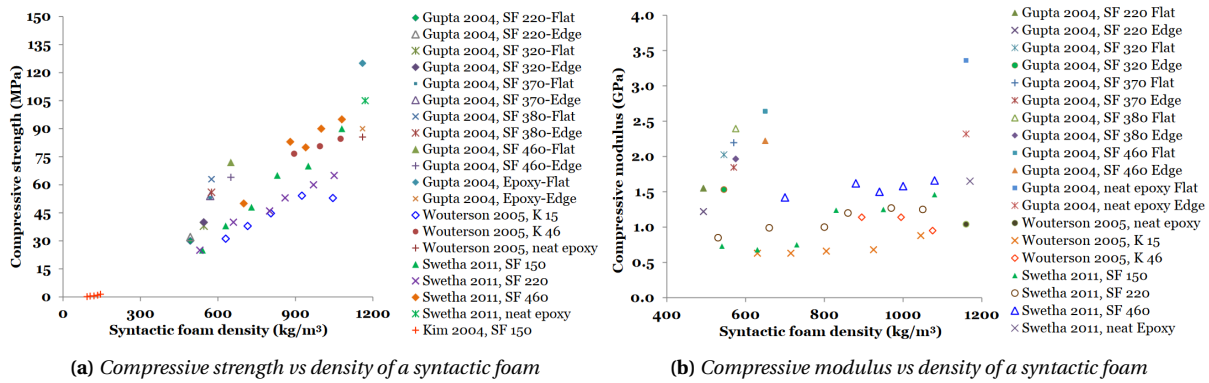 150
135
120
105
90
75
60
45
30
15
0
Compressive strength (MPa)
0
300
600
900
1200
Syntactic foam density (kg/m³)
Gupta 2004, SF 220-Flat
Gupta 2004, SF 220-Edge
Gupta 2004, SF 320-Flat
Gupta 2004, SF 320-Edge
Gupta 2004, SF 370-Flat
Gupta 2004, SF 370-Edge
Gupta 2004, SF 380-Flat
Gupta 2004, SF 380-Edge
Gupta 2004, SF 460-Flat
Gupta 2004, SF 460-Edge
Gupta 2004, Epoxy-Flat
Gupta 2004, Epoxy-Edge
Wouterson 2005, K 15
Wouterson 2005, K 46
Wouterson 2005, neat epoxy
Swetha 2011, SF 150
Swetha 2011, SF 220
Swetha 2011, SF 460
Swetha 2011, neat epoxy
Kim 2004, SF 150
(a) Compressive strength vs density of a syntactic foam
4.0
3.5
3.0
2.5
2.0
1.5
1.0
0.5
0.0
Compressive modulus (GPa)
400
600
800
1000
1200
Syntactic foam density (kg/m³)
Gupta 2004, SF 220 Flat
Gupta 2004, SF 220 Edge
Gupta 2004, SF 320 Flat
Gupta 2004, SF 320 Edge
Gupta 2004, SF 370 Flat
Gupta 2004, SF 370 Edge
Gupta 2004, SF 380 Flat
Gupta 2004, SF 380 Edge
Gupta 2004, SF 460 Flat
Gupta 2004, SF 460 Edge
Gupta 2004, neat epoxy Flat
Gupta 2004, neat epoxy Edge
Wouterson 2005, neat epoxy
Wouterson 2005, K 15
Wouterson 2005, K 46
Swetha 2011, SF 150
Swetha 2011, SF 220
Swetha 2011, SF 460
Swetha 2011, neat Epoxy
(b) Compressive modulus vs density of a syntactic foam